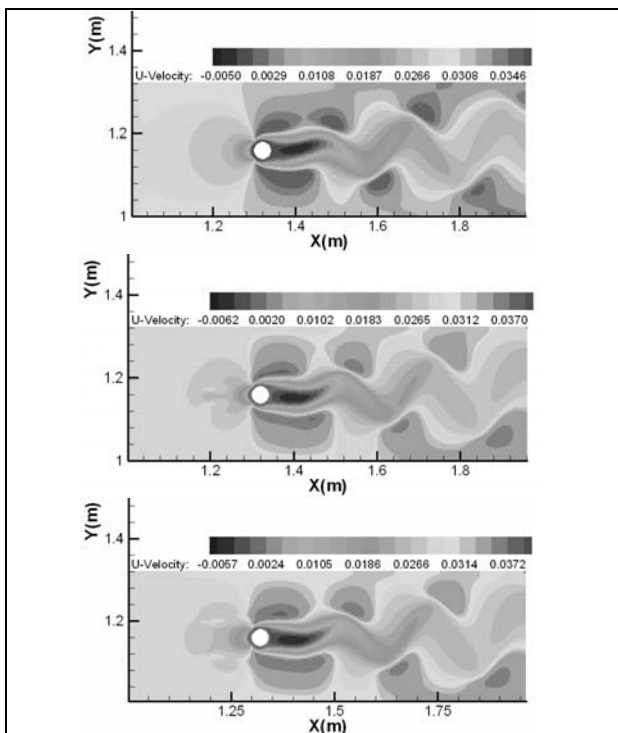 Y(m)
1.4
U-Velocity: -0.0050 0.0029 0.0108 0.0187 0.0266 0.0308 0.0346
1.2
1
1.2 1.4 1.6 1.8
X(m)
Y(m)
1.4
U-Velocity: -0.0062 0.0020 0.0102 0.0183 0.0265 0.0312 0.0370
1.2
1
1.2 1.4 1.6 1.8
X(m)
Y(m)
1.4
U-Velocity: -0.0057 0.0024 0.0105 0.0186 0.0266 0.0314 0.0372
1.2
1.25 1.5 1.75
X(m)